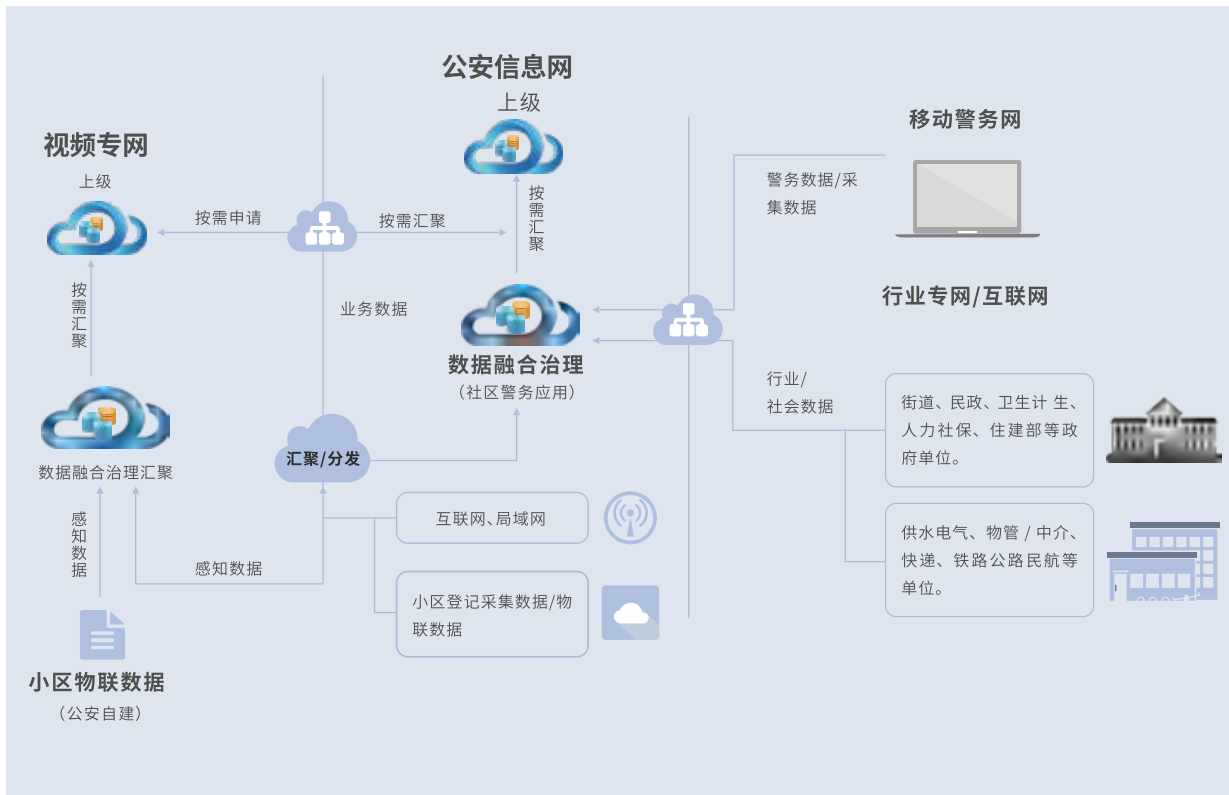 视频专网
上级
按需申请
按需汇聚
数据融合治理汇聚
感知数据
感知数据
小区物联数据
（公安自建）
公安信息网
上级
按需汇聚
按需汇聚
业务数据
数据融合治理
（社区警务应用）
汇聚/分发
互联网、局域网
小区登记采集数据/物
联数据
移动警务网
警务数据/采
集数据
行业专网/互联网
行业/
社会数据
街道、民政、卫生计 生、
人力社保、住建部等政
府单位。
供水电气、物管 / 中介、
快递、铁路公路民航等
单位。